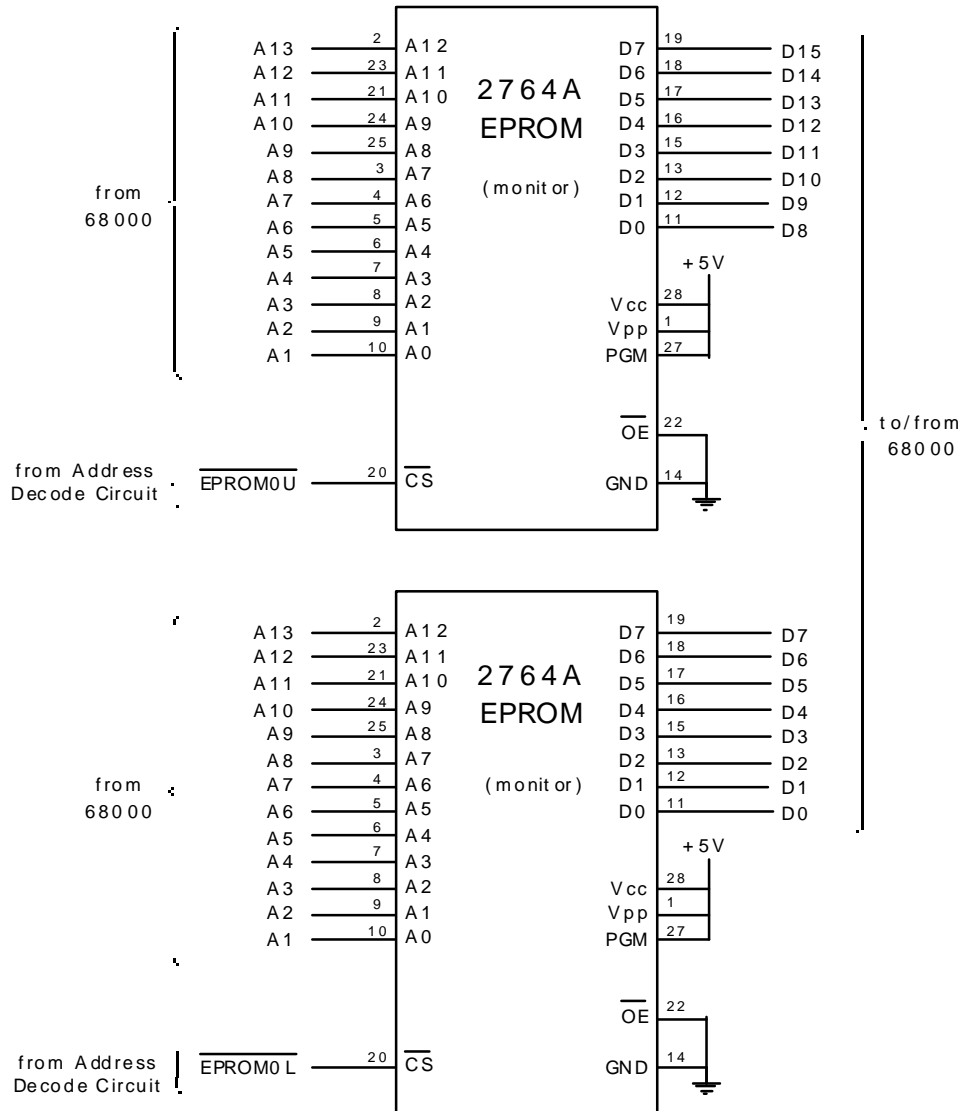 A13 2 A12 D7 19 D15
A12 23 A11 D6 18 D14
A11 21 A10 2764A D5 17 D13
A10 24 A9 EPROM D4 16 D12
A9 25 A8 D3 15 D11
A8 3 A7 D2 13 D10
from A7 4 A6 (monitor) D1 12 D9
68000 A6 5 A5 D0 11 D8
A5 6 A4
A4 7 A3 +5V
A3 8 A2 Vcc 28
A2 9 A1 Vpp 1
A1 10 A0 PGM 27
OE 22 to/from
68000
from Address EPROM0U 20 CS GND 14
Decode Circuit
A13 2 A12 D7 19 D7
A12 23 A11 D6 18 D6
A11 21 A10 2764A D5 17 D5
A10 24 A9 EPROM D4 16 D4
A9 25 A8 D3 15 D3
A8 3 A7 D2 13 D2
from A7 4 A6 (monitor) D1 12 D1
68000 A6 5 A5 D0 11 D0
A5 6 A4
A4 7 A3 +5V
A3 8 A2 Vcc 28
A2 9 A1 Vpp 1
A1 10 A0 PGM 27
OE 22
from Address EPROM0L 20 CS GND 14
Decode Circuit